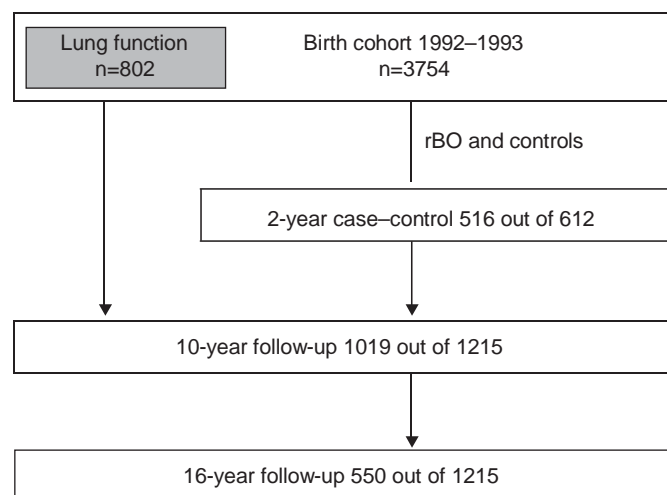 Lung function
n=802
Birth cohort 1992–1993
n=3754
rBO and controls
2-year case–control 516 out of 612
10-year follow-up 1019 out of 1215
16-year follow-up 550 out of 1215